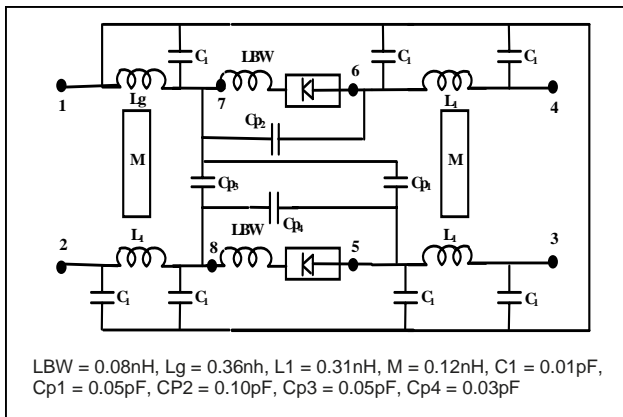 C1
LBW
6
C1
C1
1
Lg
7
L1
4
Cp2
M
M
Cp3
Cp1
Cp4
2
L1
8
LBW
5
L1
3
C1
C1
C1
C1
LBW = 0.08nH, Lg = 0.36nh, L1 = 0.31nH, M = 0.12nH, C1 = 0.01pF,
Cp1 = 0.05pF, CP2 = 0.10pF, Cp3 = 0.05pF, Cp4 = 0.03pF